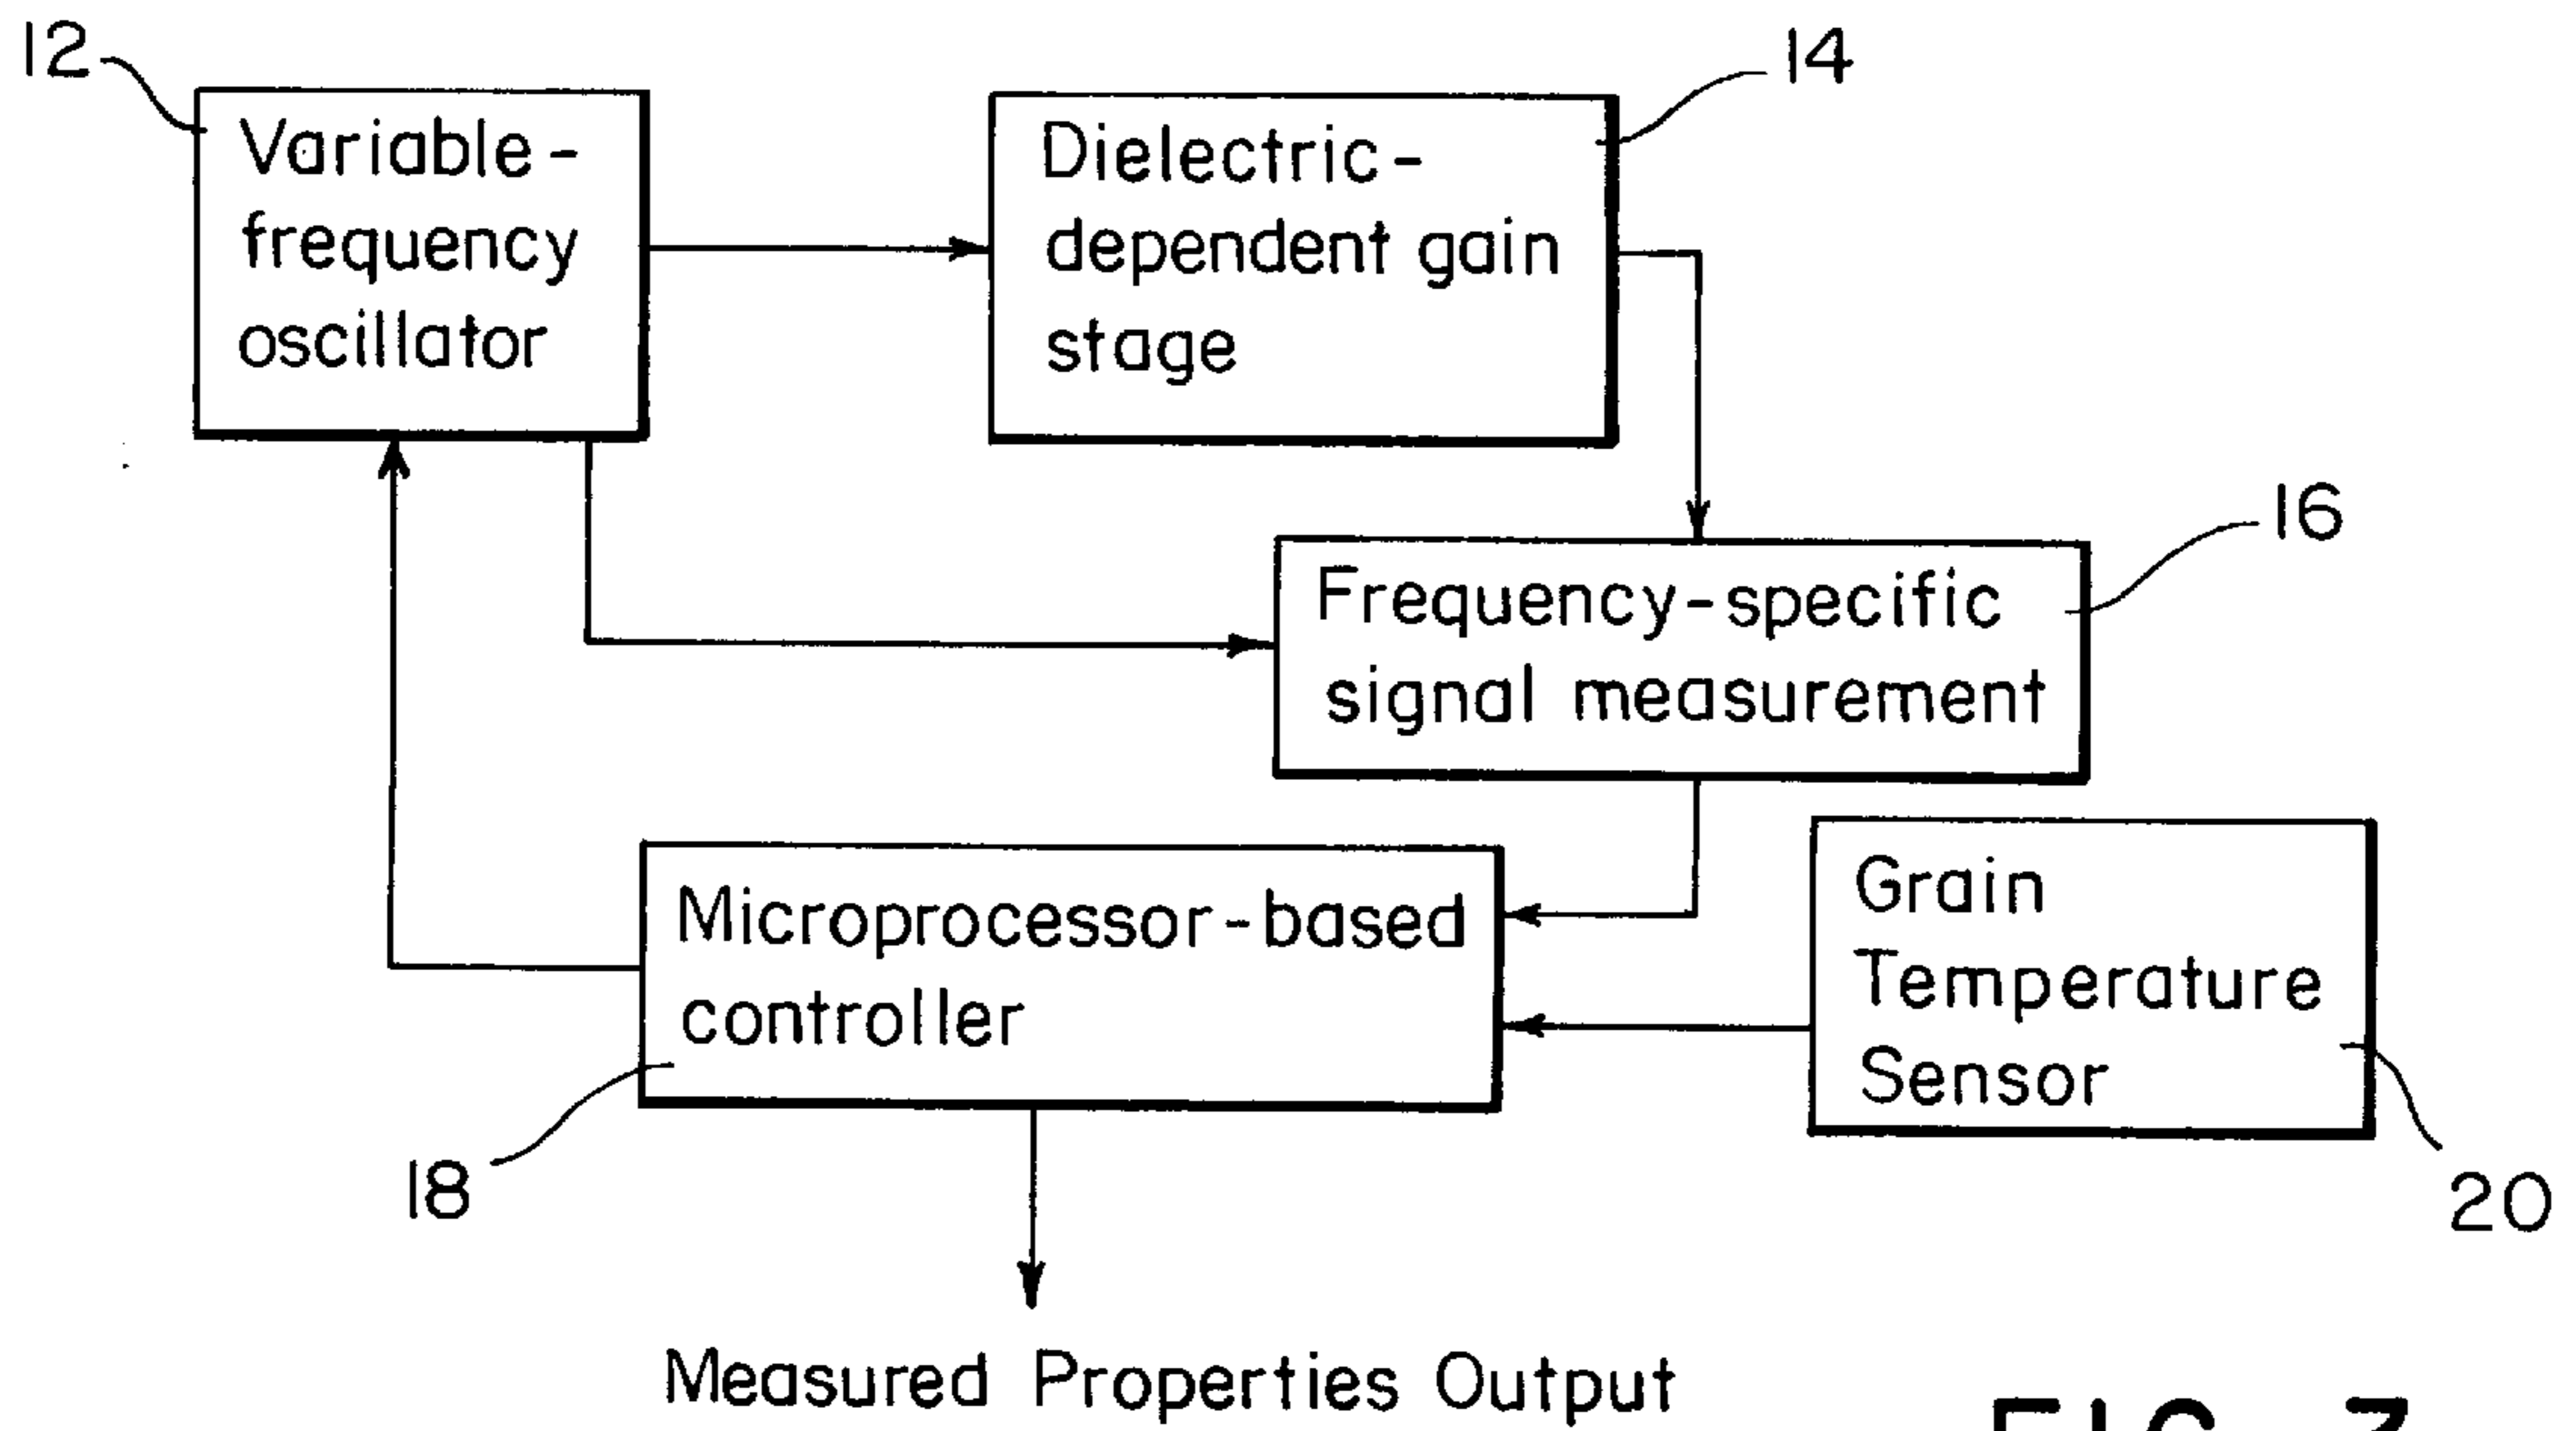 12
Variable-
frequency
oscillator
14
Dielectric-
dependent gain
stage
16
Frequency-specific
signal measurement
Microprocessor-based
controller
18
Grain
Temperature
Sensor
20
Measured Properties Output